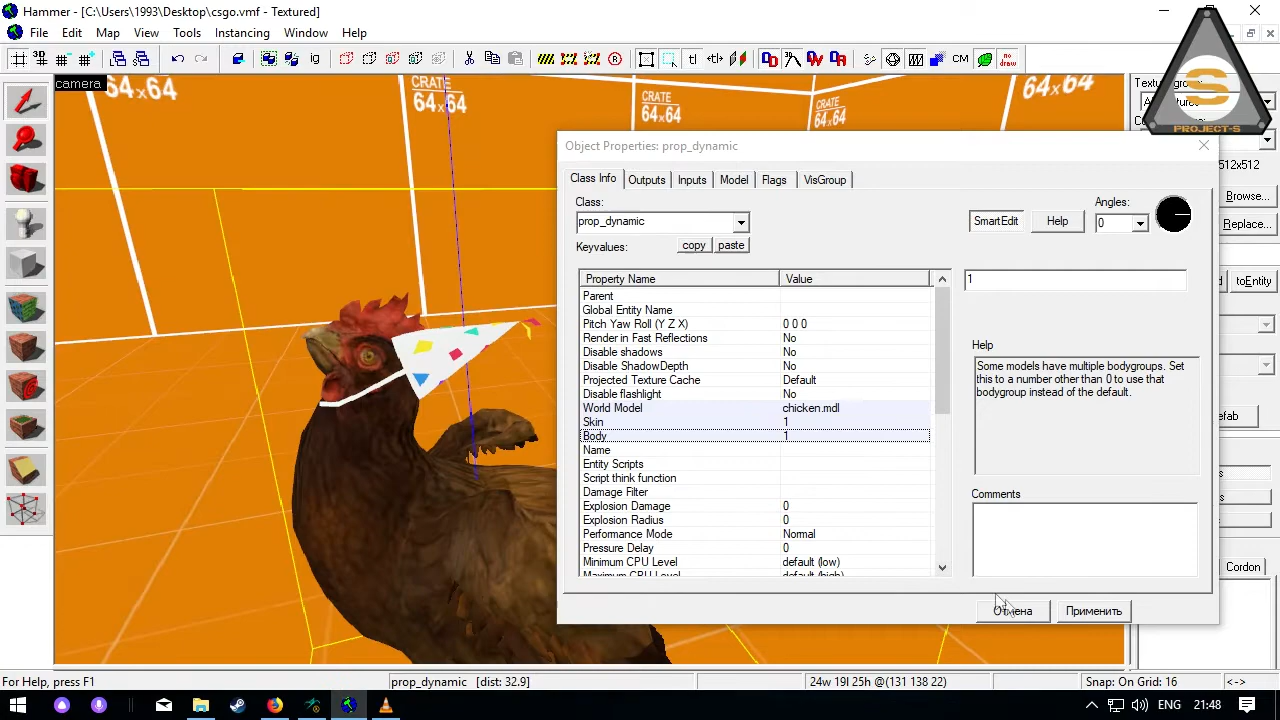 Hammer - [C:\Users\1993\Desktop\csgo.vmf - Textured]
File Edit Map View Tools Instancing Window Help
camera
64x64
CRATE
64x64
CRATE
64x64
CRATE
64x64
64x64
S
PROJECT-S
Texture group:
512x512
Browse...
Replace...
toEntity
Cordon
Object Properties: prop_dynamic
Class Info Outputs Inputs Model Flags VisGroup
Class:
prop_dynamic
SmartEdit Help
Angles:
0
Keyvalues: copy paste
Property Name Value
Parent
Global Entity Name
Pitch Yaw Roll (Y Z X) 0 0 0
Render in Fast Reflections No
Disable shadows No
Disable ShadowDepth No
Projected Texture Cache Default
Disable flashlight No
World Model chicken.mdl
Skin 1
Body 1
Name
Entity Scripts
Script think function
Damage Filter
Explosion Damage 0
Explosion Radius 0
Performance Mode Normal
Pressure Delay 0
Minimum CPU Level default (low)
Maximum CPU Level default (high)
1
Help
Some models have multiple bodygroups. Set
this to a number other than 0 to use that
bodygroup instead of the default.
Comments
Отмена Применить
For Help, press F1
prop_dynamic [dist: 32.9]
24w 19l 25h @(131 138 22)
Snap: On Grid: 16
<->
ENG 21:48